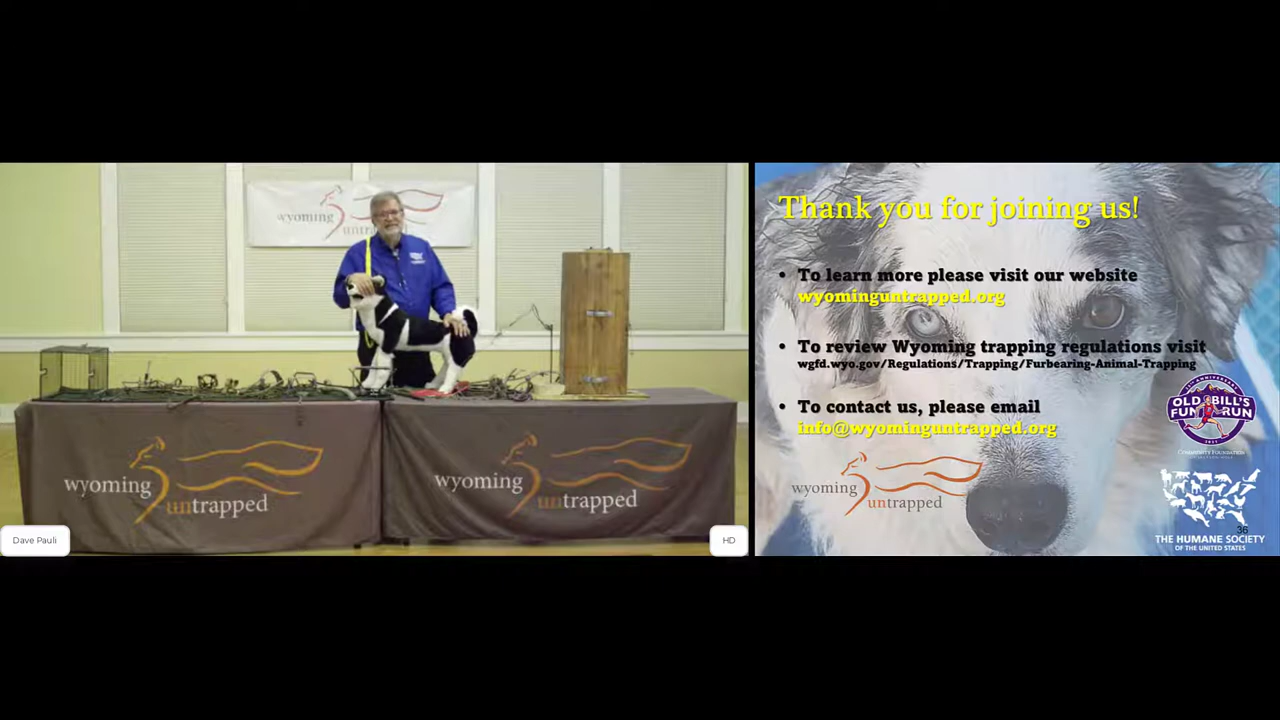 wyoming
untrapped
wyoming
untrapped
wyoming
untrapped
Dave Pauli
HD
Thank you for joining us!
• To learn more please visit our website
wyominguntrapped.org
• To review Wyoming trapping regulations visit
wgfd.wyo.gov/Regulations/Trapping/Furbearing-Animal-Trapping
• To contact us, please email
info@wyominguntrapped.org
wyoming
untrapped
OLD BILL'S
FUN RUN
COMMUNITY FOUNDATION
36
THE HUMANE SOCIETY
OF THE UNITED STATES